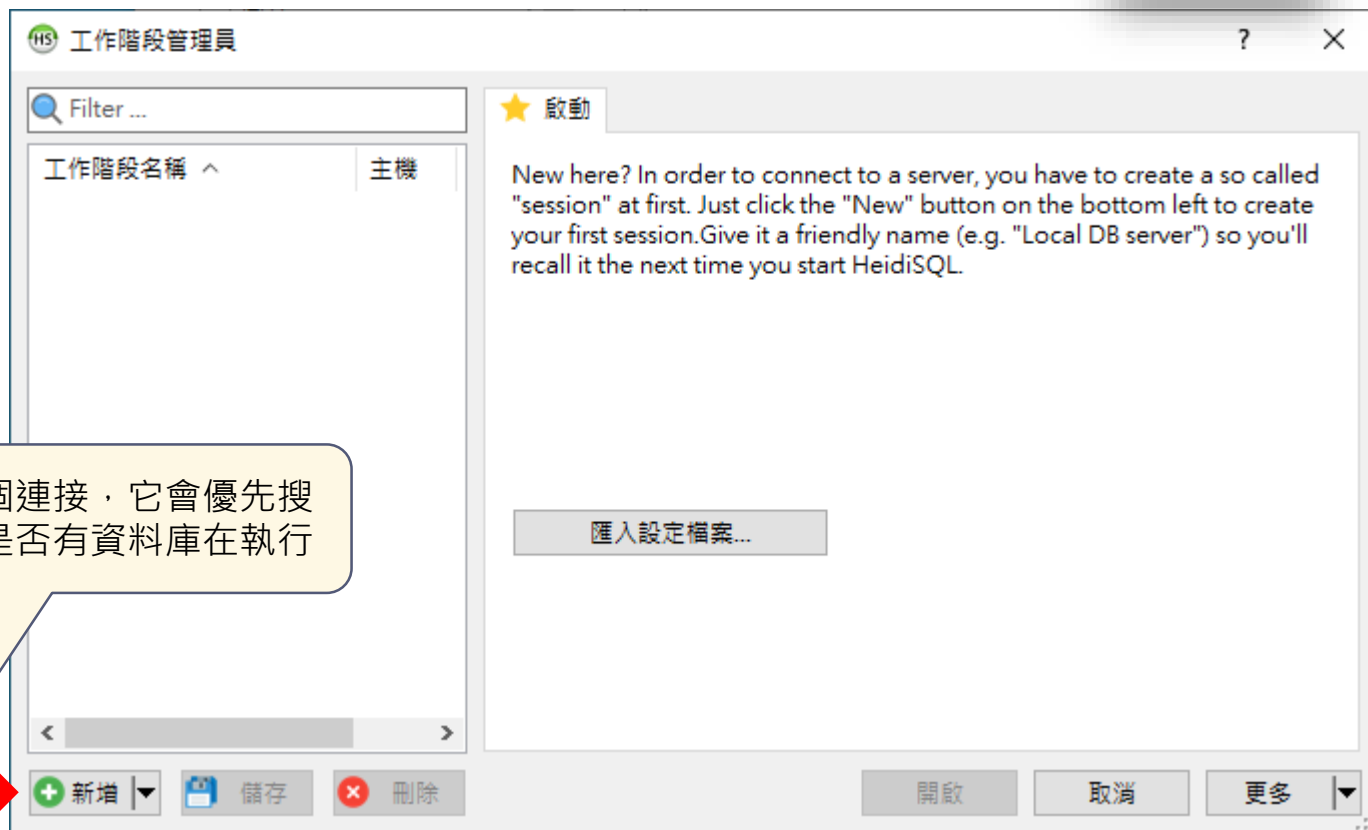 HS 工作階段管理員 ?
Filter ...
工作階段名稱 主機
啟動
New here? In order to connect to a server, you have to create a so called
"session" at first. Just click the "New" button on the bottom left to create
your first session.Give it a friendly name (e.g. "Local DB server") so you'll
recall it the next time you start HeidiSQL.
匯入設定檔案...
個連接，它會優先搜
是否有資料庫在執行
新增 儲存 刪除 開啟 取消 更多